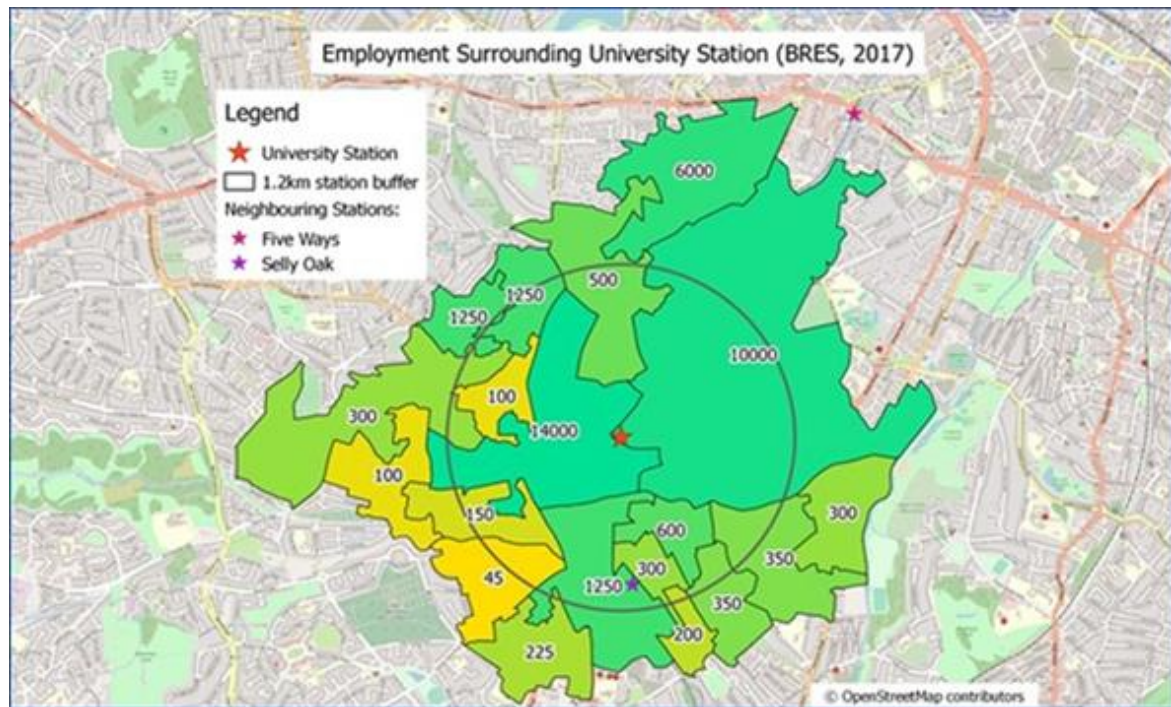 Employment Surrounding University Station (BRES, 2017)
Legend
University Station
1.2km station buffer
Neighbouring Stations:
Five Ways
Selly Oak
6000
500
1250
1250
10000
100
300
14000
100
150
300
600
350
45
300
1250
350
200
225
© OpenStreetMap contributors